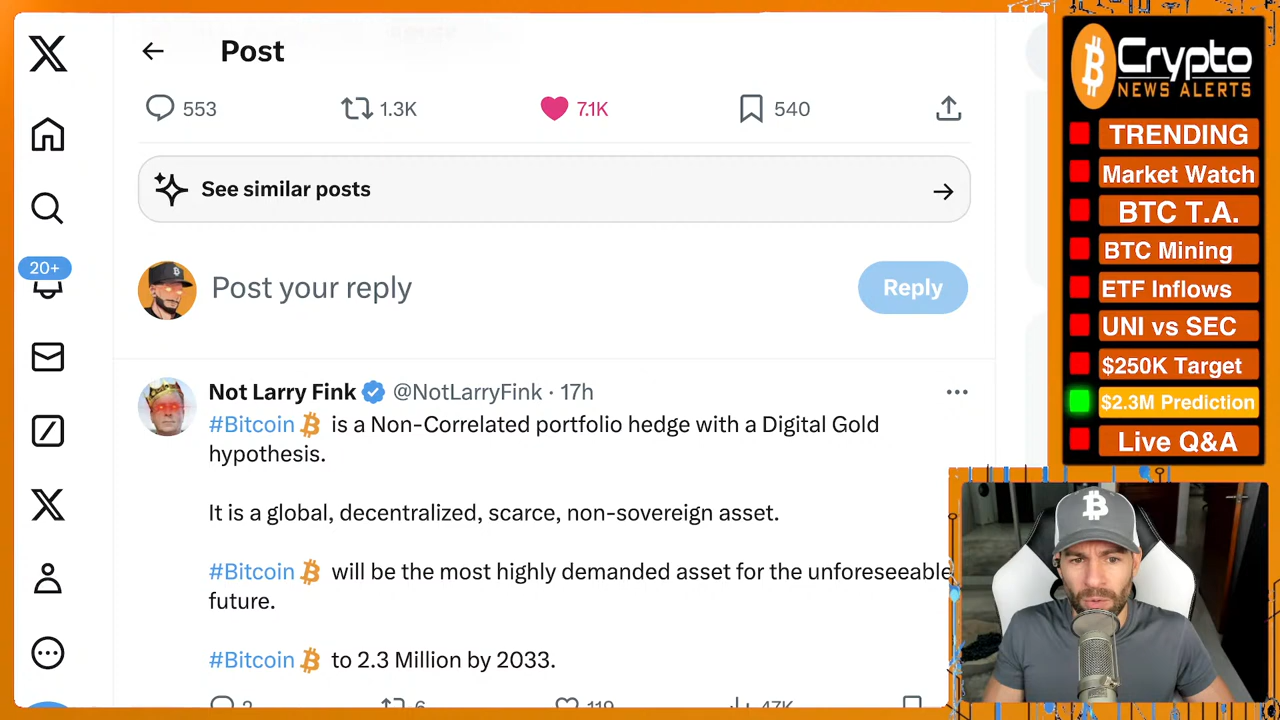 Post
553 1.3K 7.1K 540
See similar posts
20+
Post your reply
Reply
Not Larry Fink @NotLarryFink · 17h
#Bitcoin is a Non-Correlated portfolio hedge with a Digital Gold
hypothesis.
It is a global, decentralized, scarce, non-sovereign asset.
#Bitcoin will be the most highly demanded asset for the unforeseeable
future.
#Bitcoin to 2.3 Million by 2033.
2 6 119 47K
Crypto
NEWS ALERTS
TRENDING
Market Watch
BTC T.A.
BTC Mining
ETF Inflows
UNI vs SEC
$250K Target
$2.3M Prediction
Live Q&A